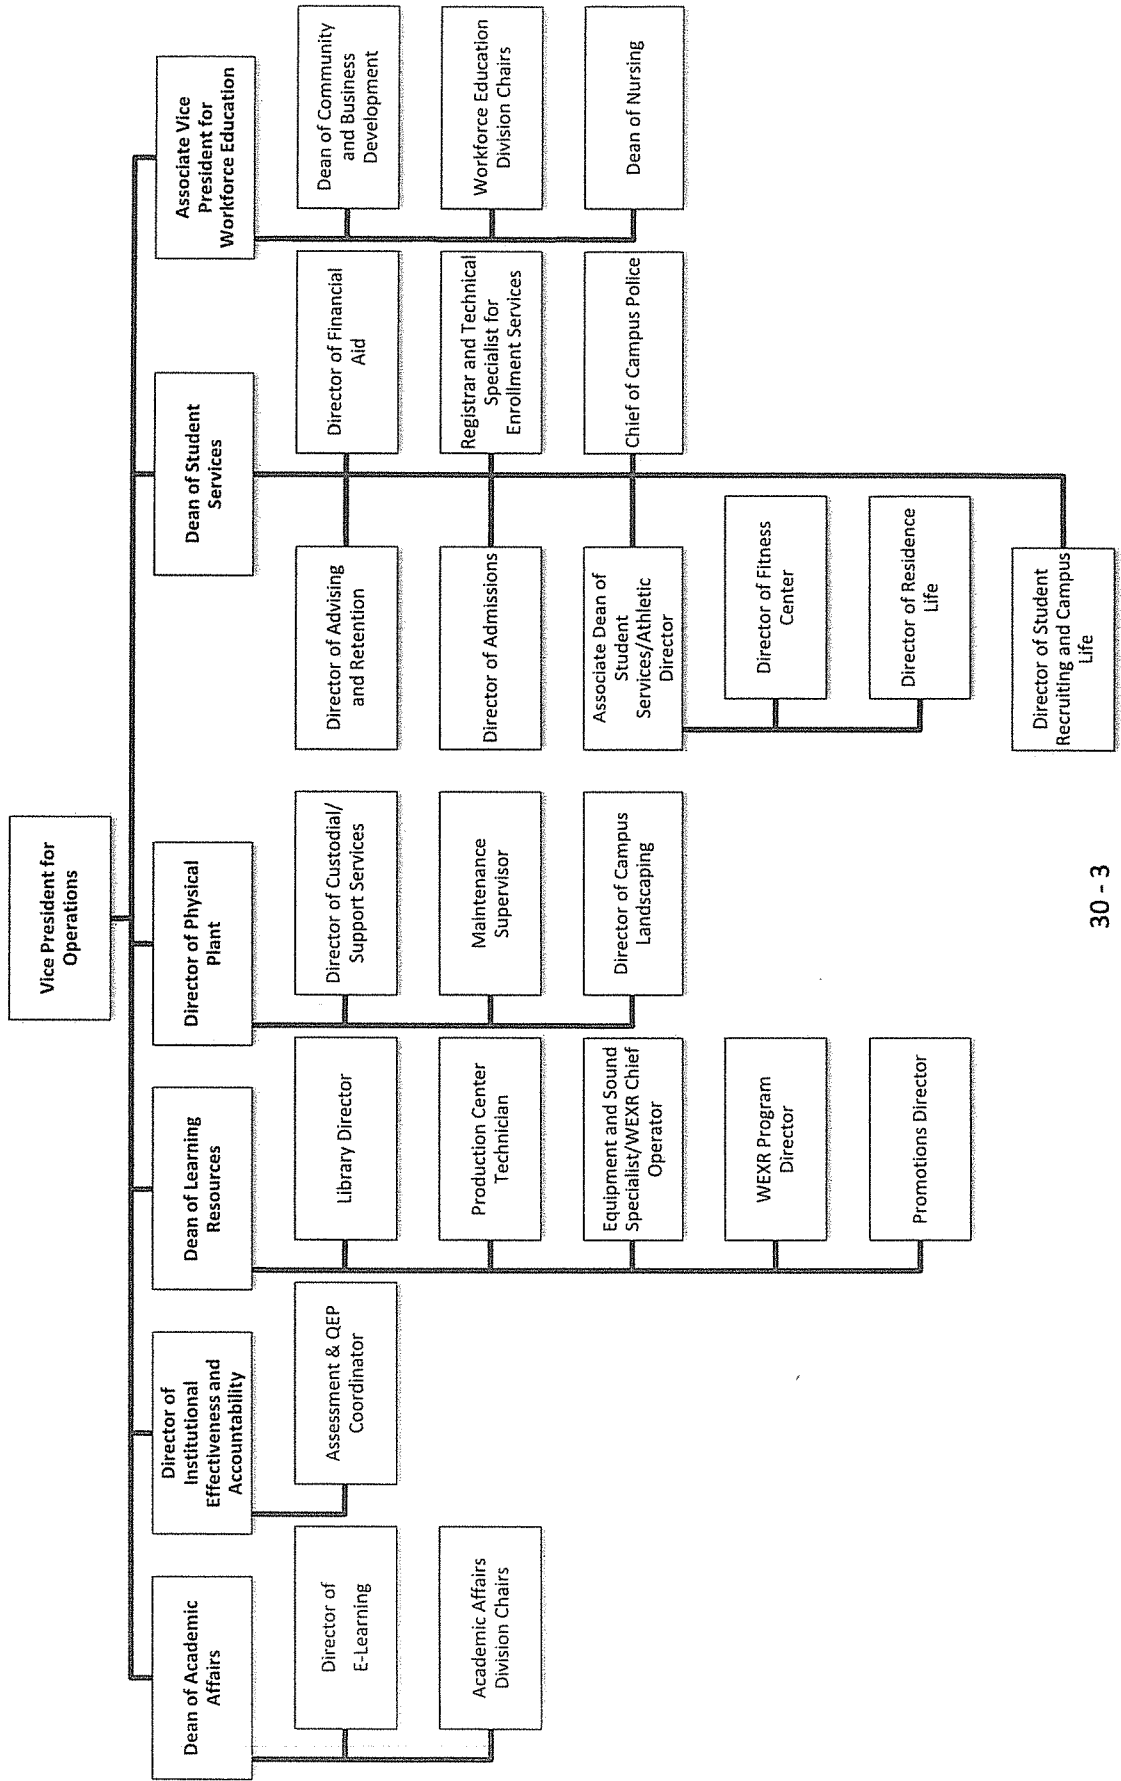 Vice President for
Operations
Dean of Academic
Affairs
Director of
E-Learning
Academic Affairs
Division Chairs
Director of
Institutional
Effectiveness and
Accountability
Assessment & QEP
Coordinator
Dean of Learning
Resources
Library Director
Production Center
Technician
Equipment and Sound
Specialist/WEXR Chief
Operator
WEXR Program
Director
Promotions Director
Director of Physical
Plant
Director of Custodial/
Support Services
Maintenance
Supervisor
Director of Campus
Landscaping
Dean of Student
Services
Director of Advising
and Retention
Director of Financial
Aid
Director of Admissions
Registrar and Technical
Specialist for
Enrollment Services
Associate Dean of
Student
Services/Athletic
Director
Chief of Campus Police
Director of Fitness
Center
Director of Residence
Life
Director of Student
Recruiting and Campus
Life
Associate Vice
President for
Workforce Education
Dean of Community
and Business
Development
Workforce Education
Division Chairs
Dean of Nursing
30 - 3